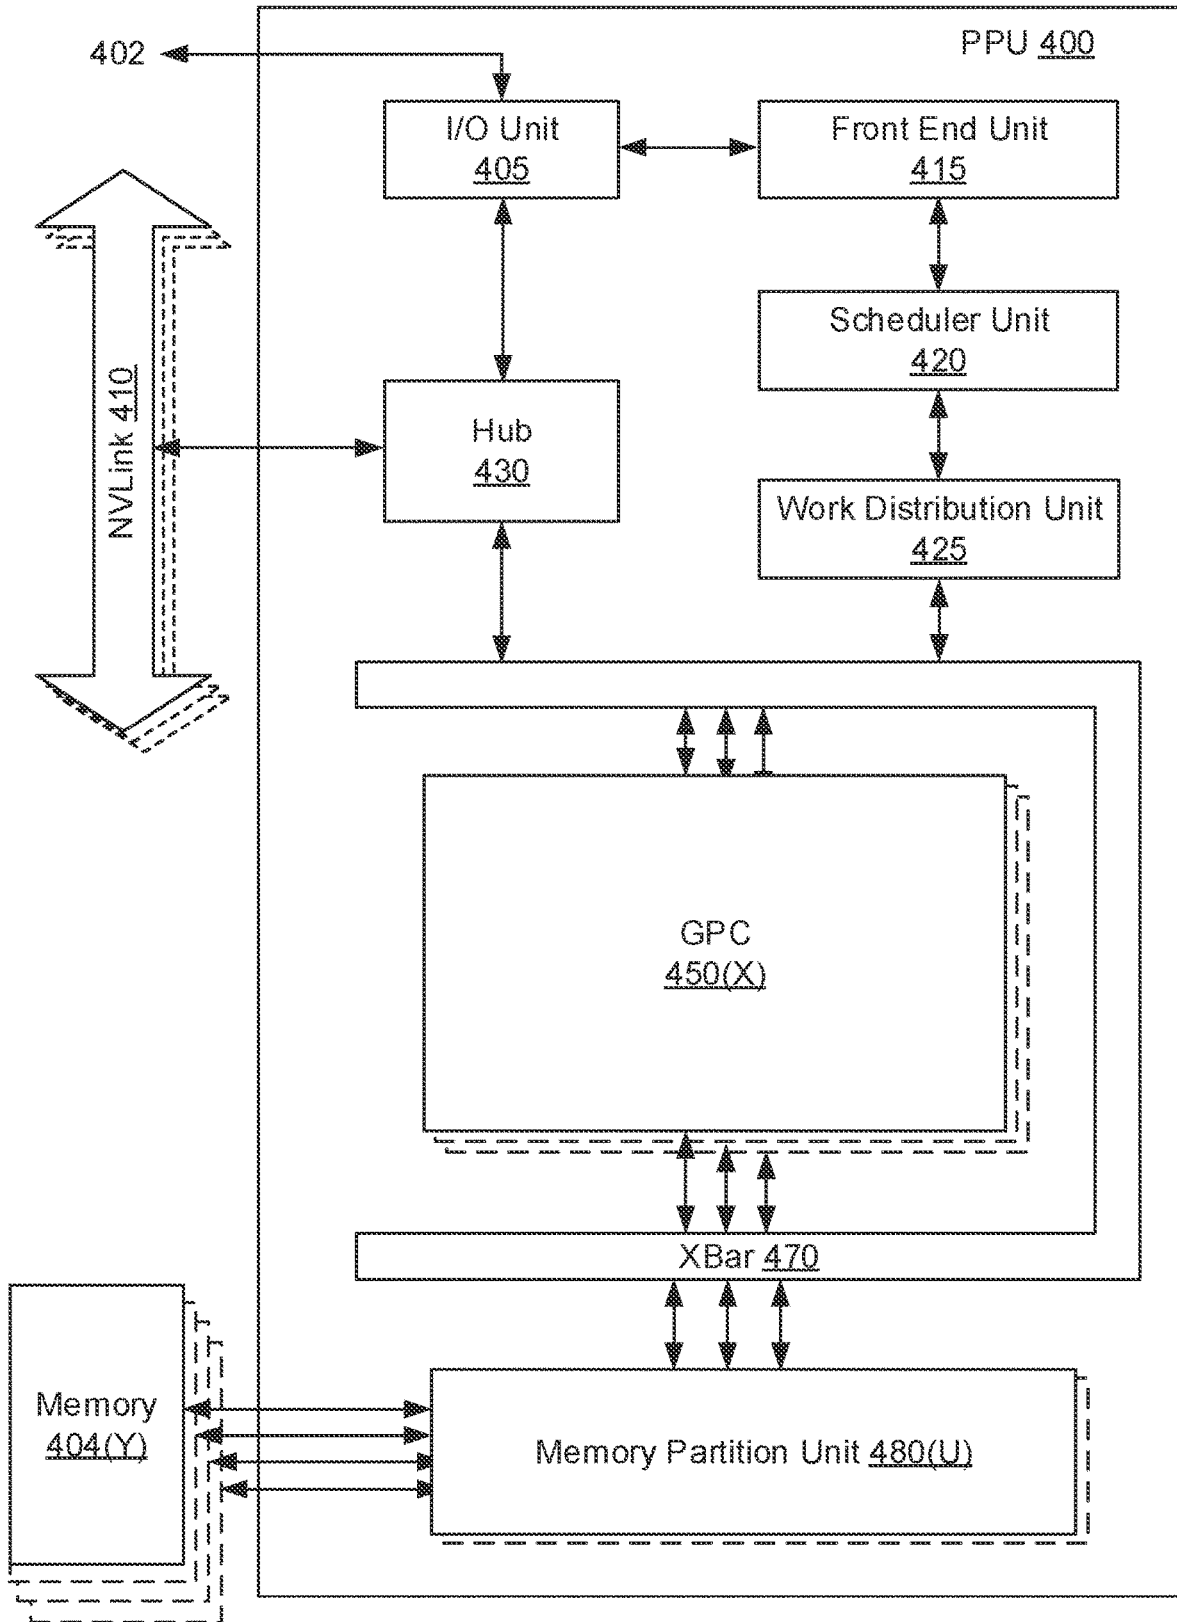 PPU 400
402
I/O Unit
405
Front End Unit
415
Scheduler Unit
420
NVLink 410
Hub
430
Work Distribution Unit
425
GPC
450(X)
XBar 470
Memory
404(Y)
Memory Partition Unit 480(U)